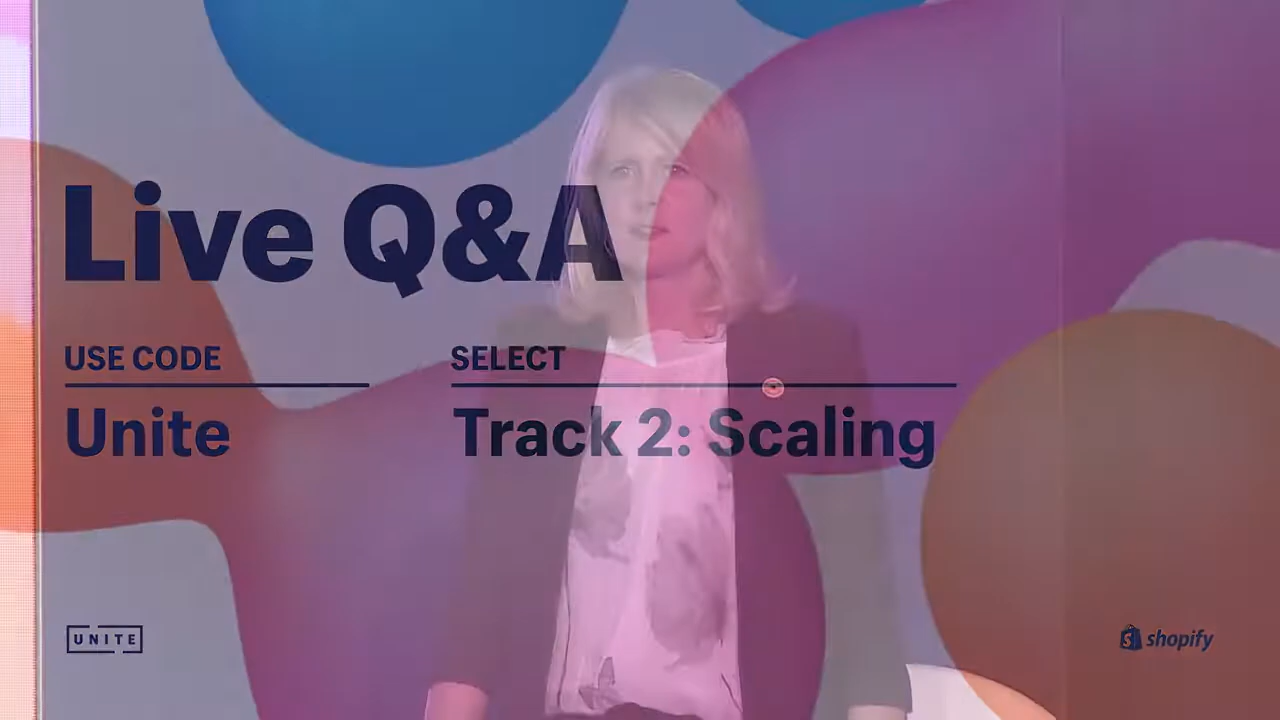 Live Q&A
USE CODE
SELECT
Unite
Track 2: Scaling
UNITE
shopify